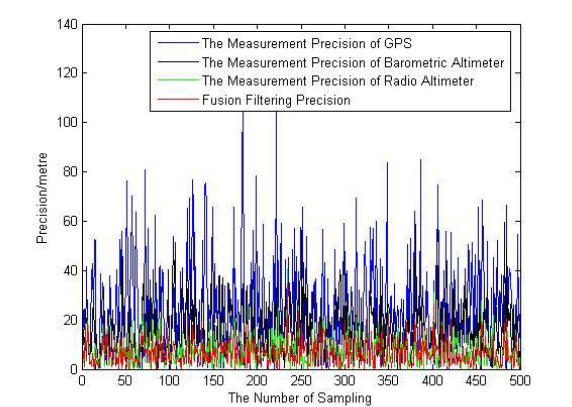 140
120
100
80
60
40
20
0
Precision/metre
The Measurement Precision of GPS
The Measurement Precision of Barometric Altimeter
The Measurement Precision of Radio Altimeter
Fusion Filtering Precision
0 50 100 150 200 250 300 350 400 450 500
The Number of Sampling